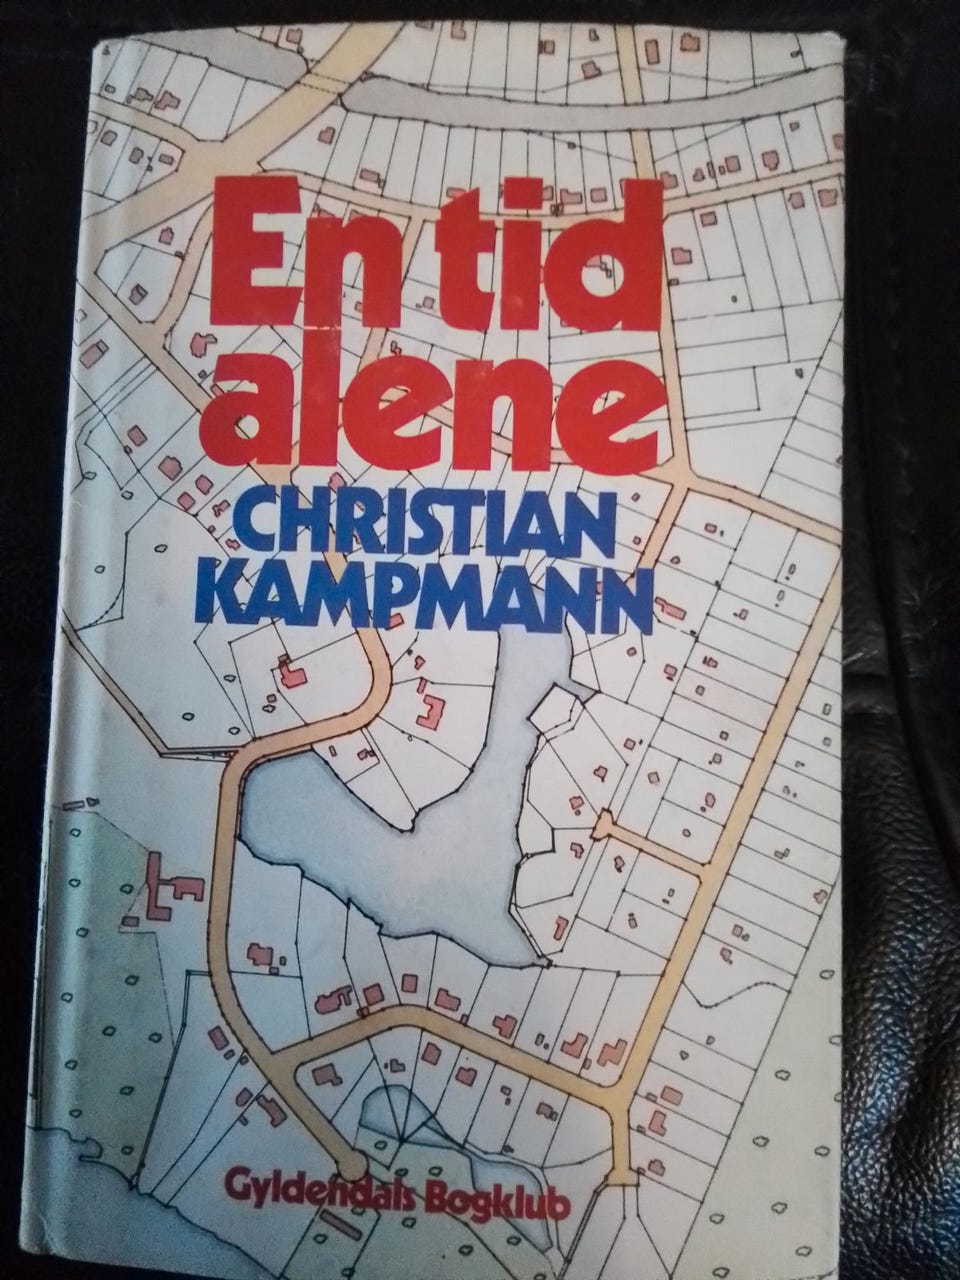 En tid
alene
CHRISTIAN
KAMPMANN
Gyldendals Bogklub